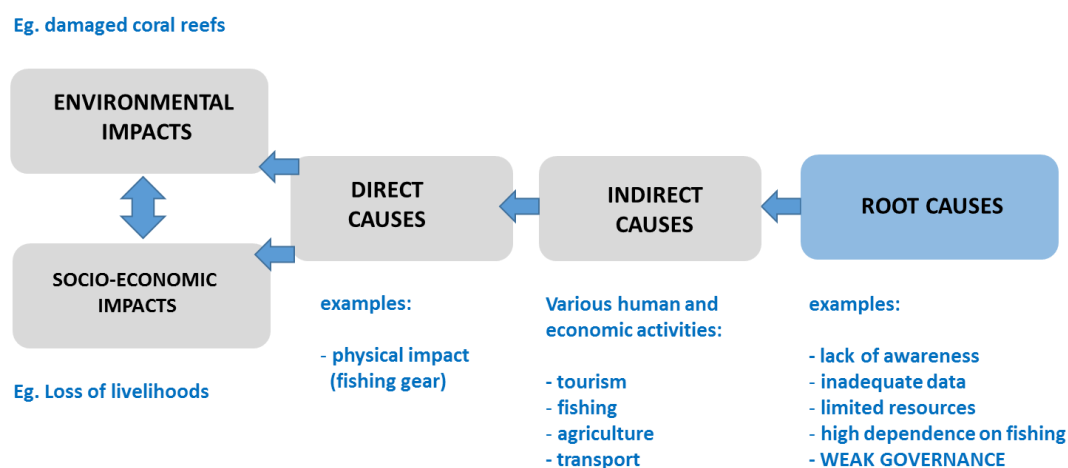 Eg. damaged coral reefs
ENVIRONMENTAL
IMPACTS
SOCIO-ECONOMIC
IMPACTS
Eg. Loss of livelihoods
DIRECT
CAUSES
examples:
- physical impact
(fishing gear)
INDIRECT
CAUSES
Various human and
economic activities:
- tourism
- fishing
- agriculture
- transport
ROOT CAUSES
examples:
- lack of awareness
- inadequate data
- limited resources
- high dependence on fishing
- WEAK GOVERNANCE